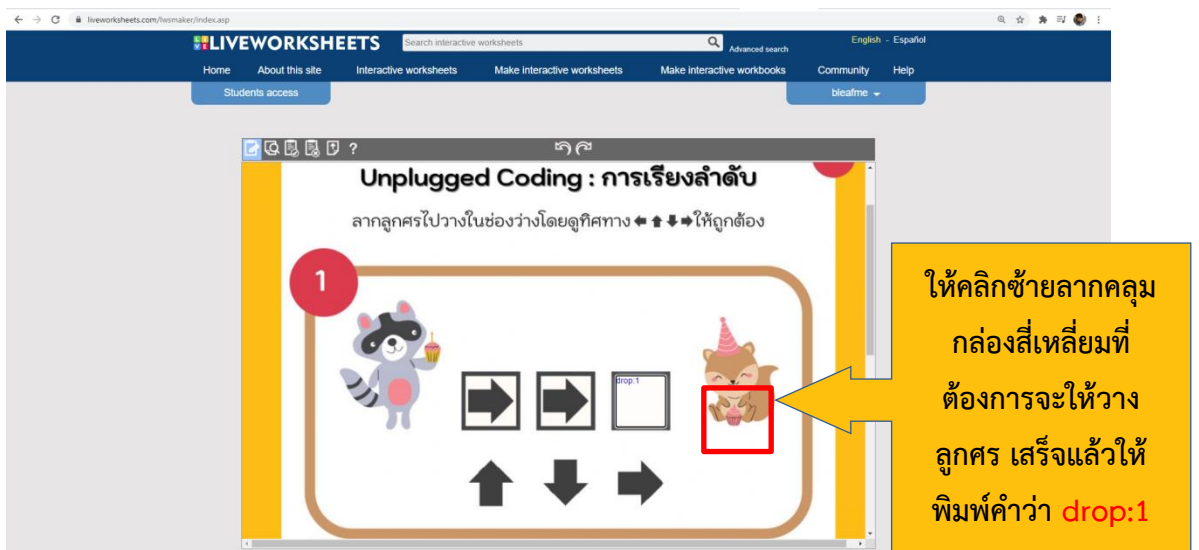 liveworksheets.com/lwsmaker/index.asp
LIVEWORKSHEETS
Search interactive worksheets
Advanced search
English - Español
Home About this site Interactive worksheets Make interactive worksheets Make interactive workbooks Community Help
Students access
bleafme
?
Unplugged Coding : การเรียงลำดับ
ลากลูกศรไปวางในช่องว่างโดยดูทิศทาง ⬅ ⬆ ⬇ ➡ ให้ถูกต้อง
1
drop:1
ให้คลิกซ้ายลากคลุม
กล่องสี่เหลี่ยมที่
ต้องการจะให้วาง
ลูกศร เสร็จแล้วให้
พิมพ์คำว่า drop:1